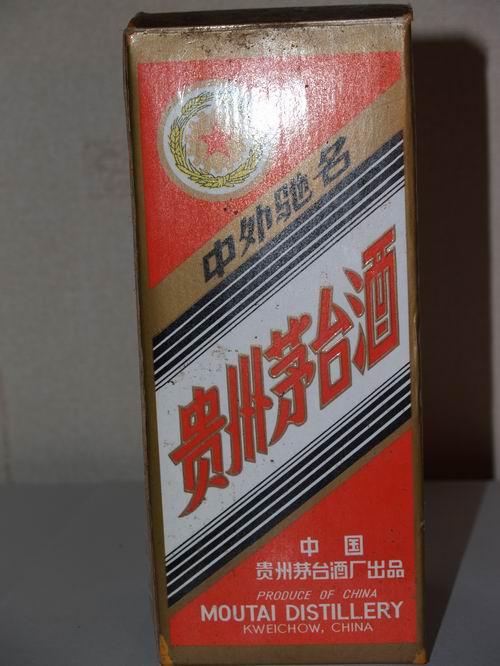 中外驰名
贵州茅台酒
中国
贵州茅台酒厂出品
PRODUCE OF CHINA
MOUTAI DISTILLERY
KWEICHOW, CHINA